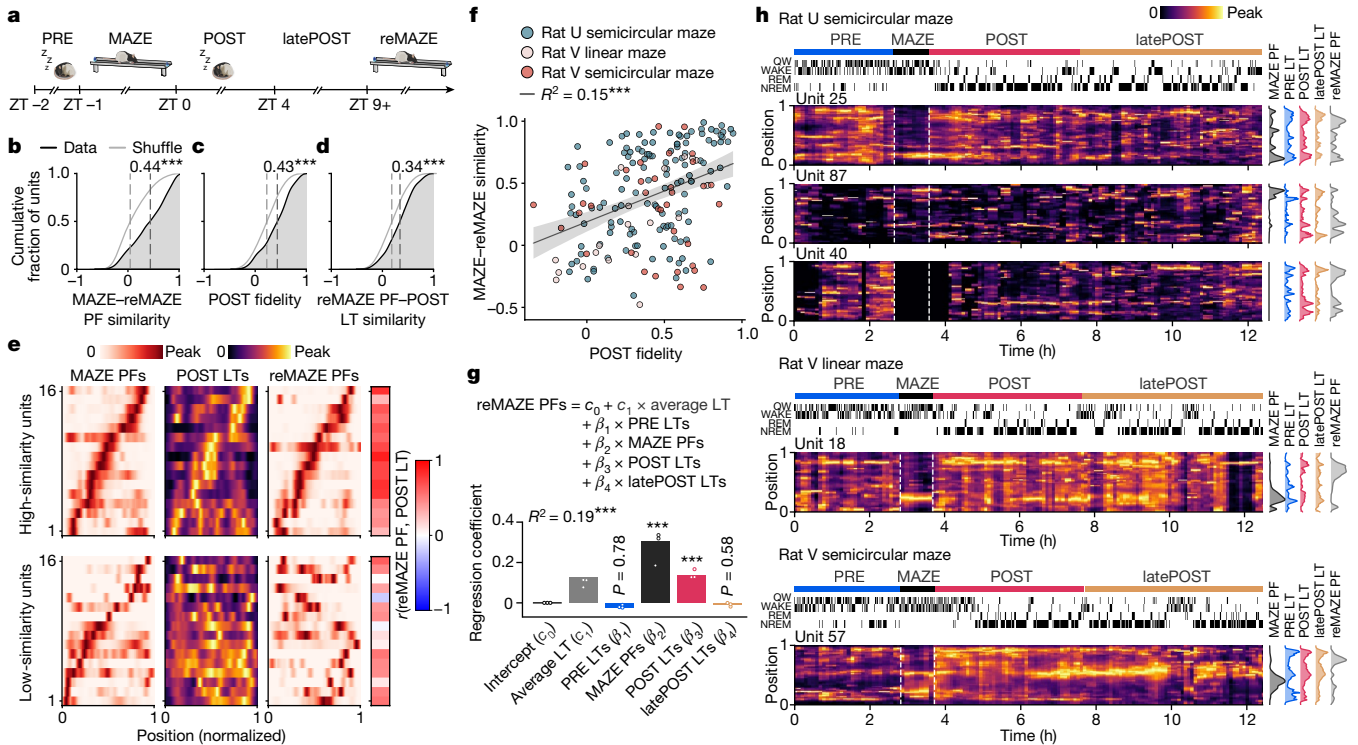 a
PRE MAZE POST latePOST reMAZE
z z z z z z
ZT −2 ZT −1 ZT 0 ZT 4 ZT 9+
b c d
Data Shuffle
0.44*** 0.43*** 0.34***
Cumulative
fraction of units
1.0
0.5
0
0 1 0 1 0 1
MAZE–reMAZE
PF similarity
POST fidelity
reMAZE PF–POST
LT similarity
e
0 Peak 0 Peak
MAZE PFs POST LTs reMAZE PFs
High-similarity units
16
1
Low-similarity units
16
1
0 1 0 1 0 1
Position (normalized)
r(reMAZE PF, POST LT)
1
0
−1
f
Rat U semicircular maze
Rat V linear maze
Rat V semicircular maze
R² = 0.15***
MAZE–reMAZE similarity
1.0
0.5
0
−0.5
0 0.5 1.0
POST fidelity
g
reMAZE PFs = c₀ + c₁ × average LT
+ β₁ × PRE LTs
+ β₂ × MAZE PFs
+ β₃ × POST LTs
+ β₄ × latePOST LTs
Regression coefficient
0.4
0.2
0
R² = 0.19***
P = 0.78
***
***
P = 0.58
Intercept (c₀)
Average LT (c₁)
PRE LTs (β₁)
MAZE PFs (β₂)
POST LTs (β₃)
latePOST LTs (β₄)
h
Rat U semicircular maze
0 Peak
PRE MAZE POST latePOST
QW
WAKE
REM
NREM
MAZE PF
PRE LT
POST LT
latePOST LT
reMAZE PF
Unit 25
Position
1
0
Unit 87
Position
1
0
Unit 40
Position
1
0
0 2 4 6 8 10 12
Time (h)
Rat V linear maze
PRE MAZE POST latePOST
QW
WAKE
REM
NREM
MAZE PF
PRE LT
POST LT
latePOST LT
reMAZE PF
Unit 18
Position
1
0
0 2 4 6 8 10 12
Time (h)
Rat V semicircular maze
PRE MAZE POST latePOST
QW
WAKE
REM
NREM
MAZE PF
PRE LT
POST LT
latePOST LT
reMAZE PF
Unit 57
Position
1
0
0 2 4 6 8 10 12
Time (h)